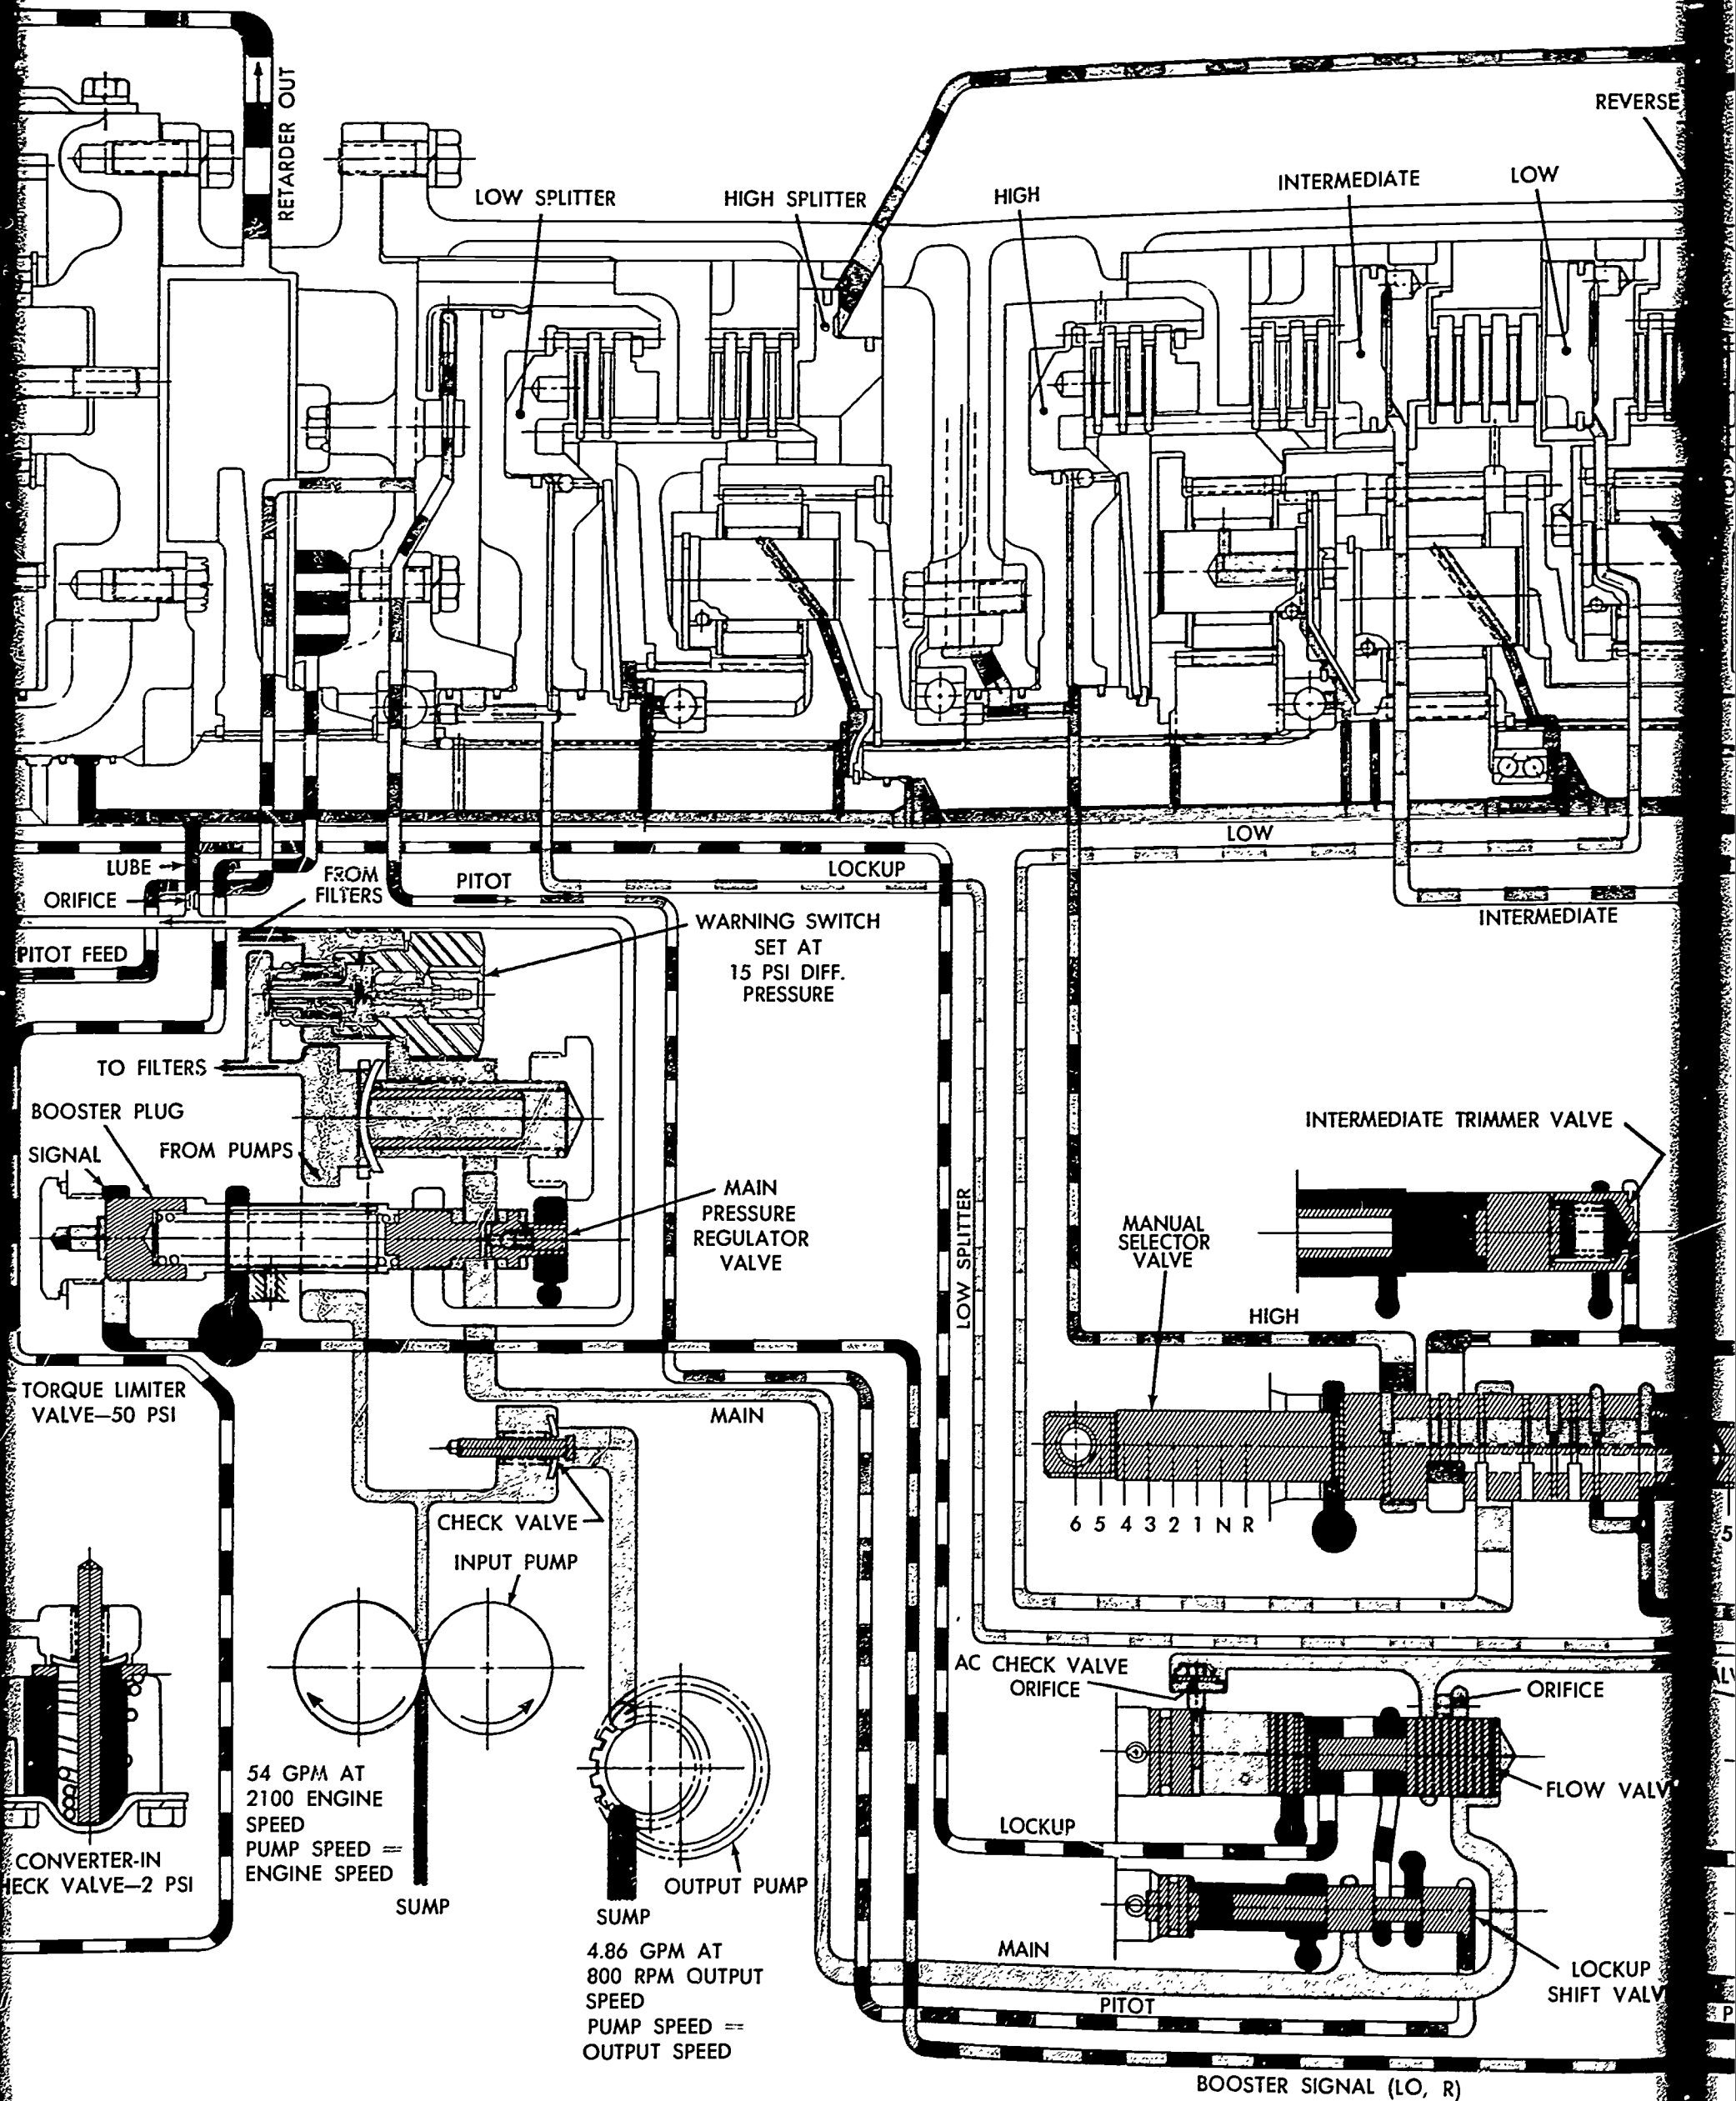 RETARDER OUT
REVERSE
LOW SPLITTER
HIGH SPLITTER
HIGH
INTERMEDIATE
LOW
LOW
LUBE
ORIFICE
FROM
FILTERS
PITOT
LOCKUP
INTERMEDIATE
PITOT FEED
WARNING SWITCH
SET AT
15 PSI DIFF.
PRESSURE
TO FILTERS
BOOSTER PLUG
SIGNAL
FROM PUMPS
MAIN
PRESSURE
REGULATOR
VALVE
LOW SPLITTER
INTERMEDIATE TRIMMER VALVE
MANUAL
SELECTOR
VALVE
HIGH
TORQUE LIMITER
VALVE—50 PSI
MAIN
6 5 4 3 2 1 N R
5
CHECK VALVE
INPUT PUMP
AC CHECK VALVE
ORIFICE
ORIFICE
FLOW VALV
54 GPM AT
2100 ENGINE
SPEED
PUMP SPEED =
ENGINE SPEED
LOCKUP
CONVERTER-IN
HECK VALVE—2 PSI
SUMP
OUTPUT PUMP
SUMP
4.86 GPM AT
800 RPM OUTPUT
SPEED
PUMP SPEED =
OUTPUT SPEED
MAIN
LOCKUP
SHIFT VALV
PITOT
P
BOOSTER SIGNAL (LO, R)